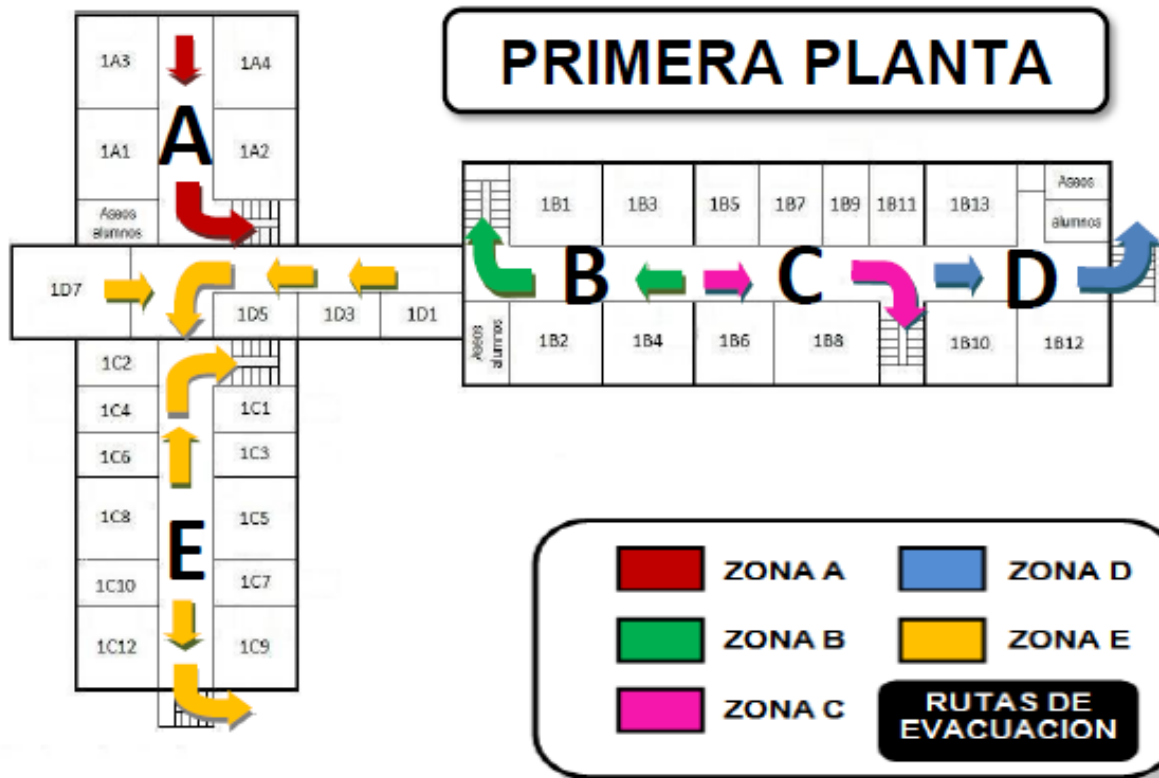 PRIMERA PLANTA
1A3
1A4
A
1A1
1A2
Aseos
alumnos
1D7
1D5
1D3
1D1
1C2
1C4
1C1
1C6
1C3
1C8
E
1C5
1C10
1C7
1C12
1C9
1B1
1B3
1B5
1B7
1B9
1B11
1B13
Aseos
alumnos
B
C
D
Aseos
alumnos
1B2
1B4
1B6
1B8
1B10
1B12
ZONA A
ZONA D
ZONA B
ZONA E
ZONA C
RUTAS DE
EVACUACION